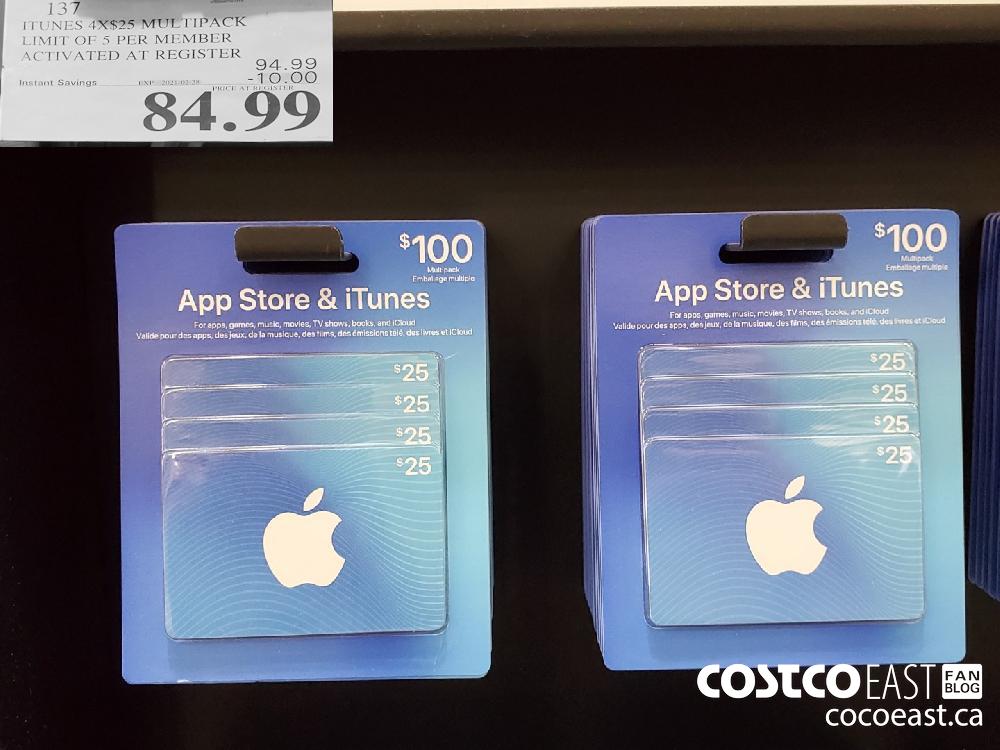 137
ITUNES 4X$25 MULTIPACK
LIMIT OF 5 PER MEMBER
ACTIVATED AT REGISTER
94.99
Instant Savings EXP 2021/02/28 -10.00
PRICE AT REGISTER
84.99
$100
Multipack
Emballage multiple
App Store & iTunes
For apps, games, music, movies, TV shows, books, and iCloud
Valide pour des apps, des jeux, de la musique, des films, des émissions télé, des livres et iCloud
$25
$25
$25
$25
$100
Multipack
Emballage multiple
App Store & iTunes
For apps, games, music, movies, TV shows, books, and iCloud
Valide pour des apps, des jeux, de la musique, des films, des émissions télé, des livres et iCloud
$25
$25
$25
$25
COSTCO EAST FAN BLOG
cocoeast.ca